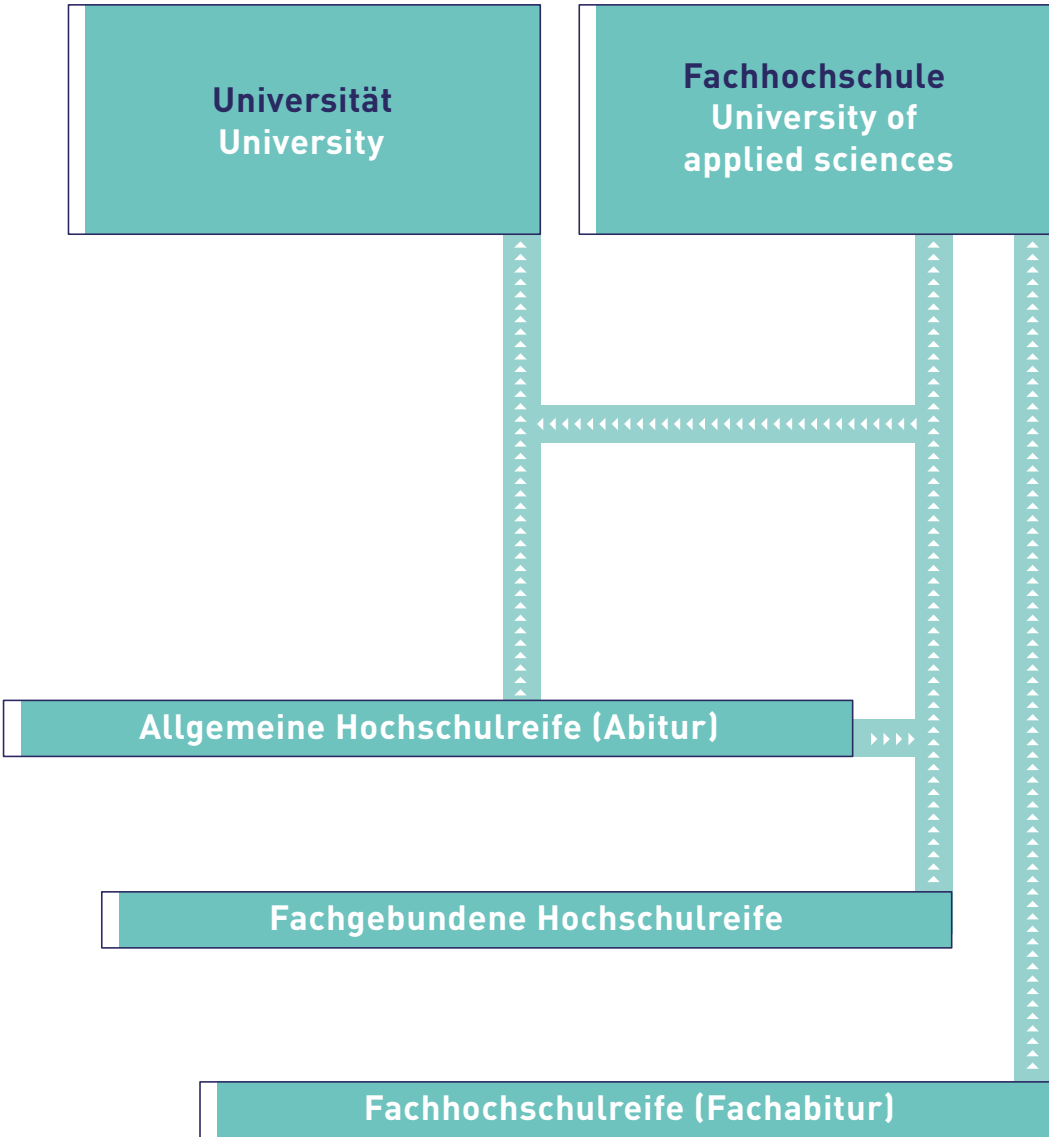 Universität
University
Fachhochschule
University of
applied sciences
Allgemeine Hochschulreife (Abitur)
Fachgebundene Hochschulreife
Fachhochschulreife (Fachabitur)